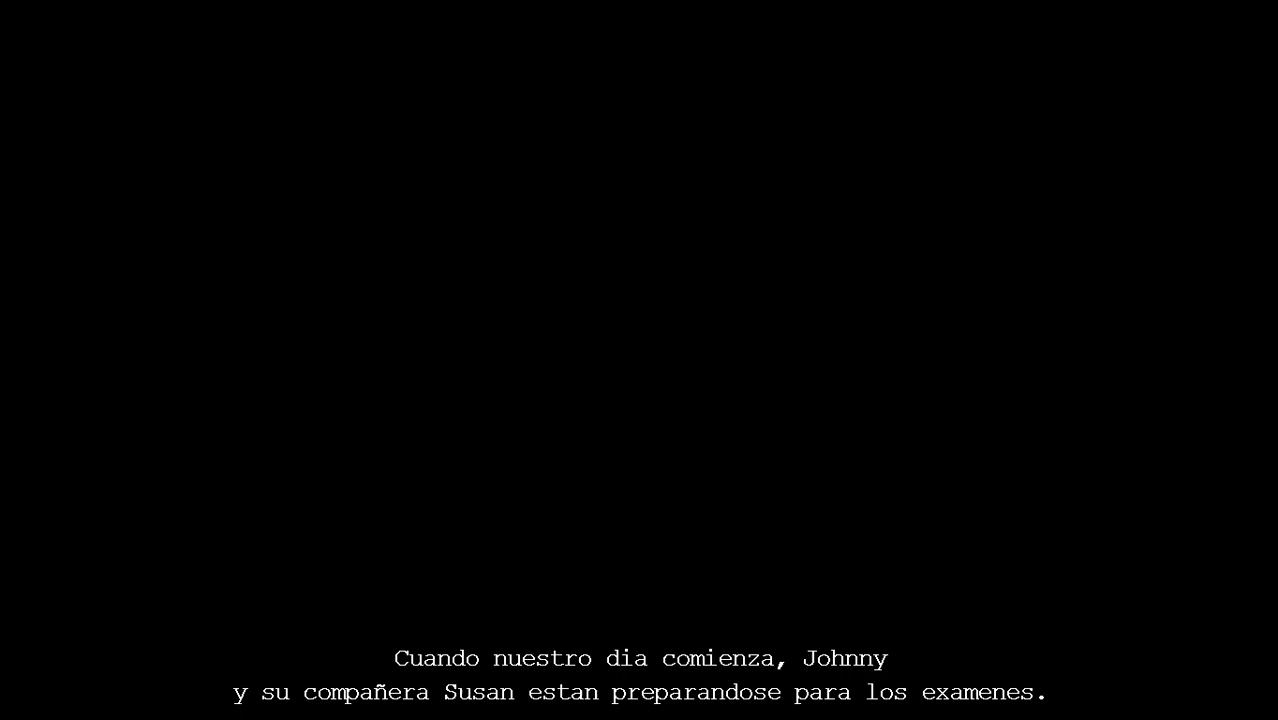 Cuando nuestro dia comienza, Johnny
y su compañera Susan estan preparandose para los examenes.